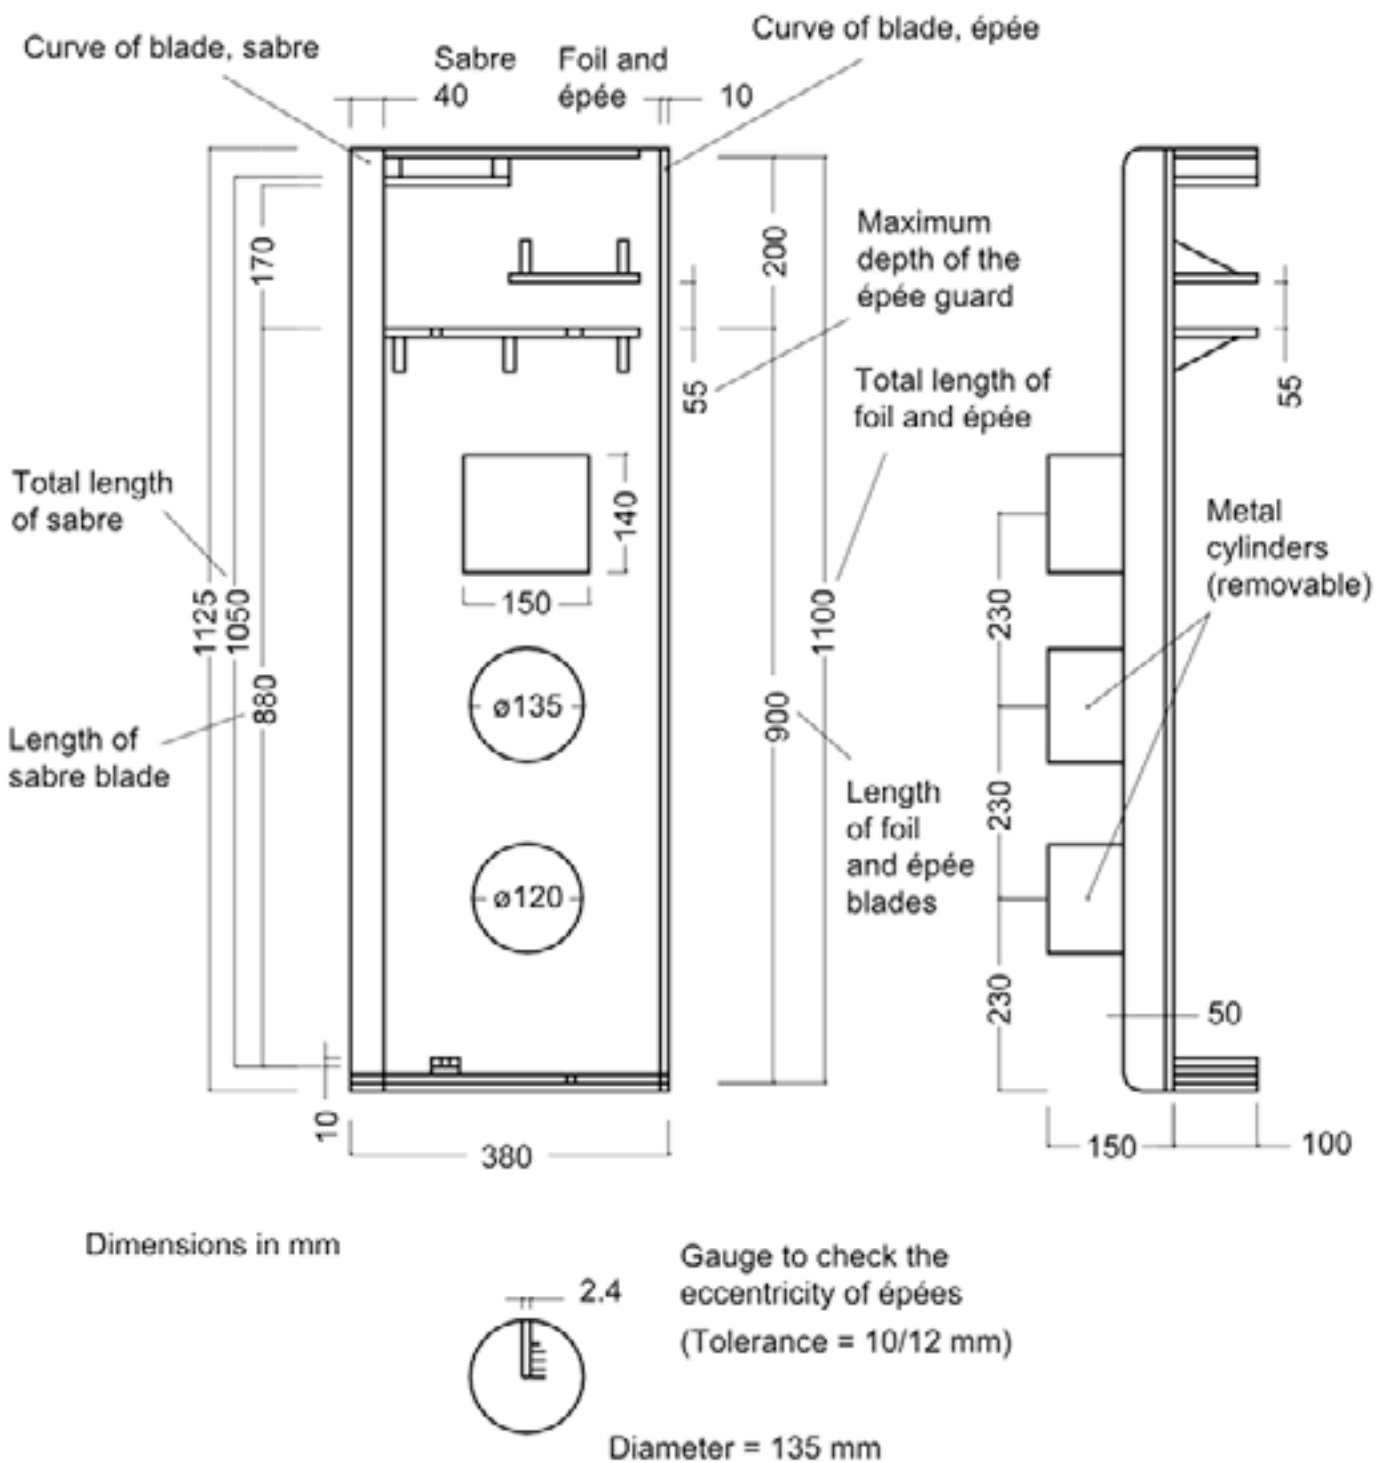 Curve of blade, sabre
Sabre
40
Foil and
épée
Curve of blade, épée
10
170
200
Maximum
depth of the
épée guard
55
55
Total length of
foil and épée
Total length
of sabre
140
150
1125
1050
880
1100
900
Metal
cylinders
(removable)
230
Length of
sabre blade
ø135
230
Length
of foil
and épée
blades
ø120
230
50
10
380
150
100
Dimensions in mm
2.4
Gauge to check the
eccentricity of épées
(Tolerance = 10/12 mm)
Diameter = 135 mm